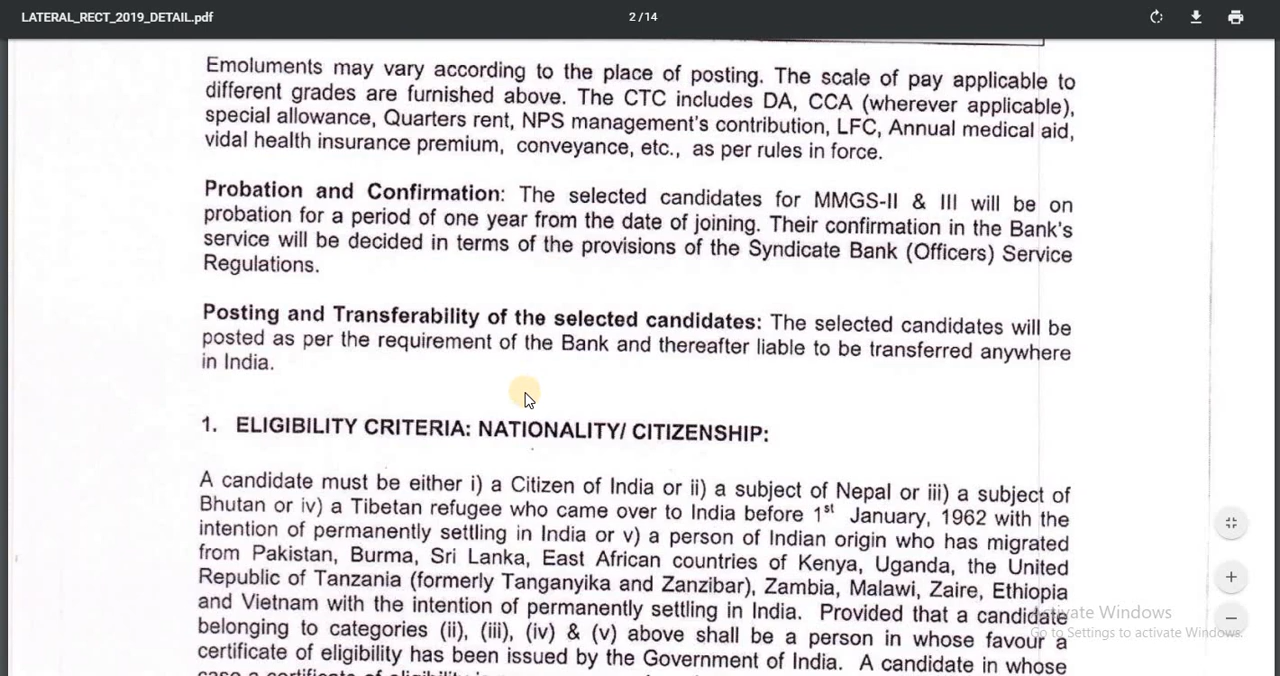 LATERAL_RECT_2019_DETAIL.pdf
2 / 14
Emoluments may vary according to the place of posting. The scale of pay applicable to
different grades are furnished above. The CTC includes DA, CCA (wherever applicable),
special allowance, Quarters rent, NPS management's contribution, LFC, Annual medical aid,
vidal health insurance premium, conveyance, etc., as per rules in force.
Probation and Confirmation: The selected candidates for MMGS-II & III will be on
probation for a period of one year from the date of joining. Their confirmation in the Bank's
service will be decided in terms of the provisions of the Syndicate Bank (Officers) Service
Regulations.
Posting and Transferability of the selected candidates: The selected candidates will be
posted as per the requirement of the Bank and thereafter liable to be transferred anywhere
in India.
1. ELIGIBILITY CRITERIA: NATIONALITY/ CITIZENSHIP:
A candidate must be either i) a Citizen of India or ii) a subject of Nepal or iii) a subject of
Bhutan or iv) a Tibetan refugee who came over to India before 1st January, 1962 with the
intention of permanently settling in India or v) a person of Indian origin who has migrated
from Pakistan, Burma, Sri Lanka, East African countries of Kenya, Uganda, the United
Republic of Tanzania (formerly Tanganyika and Zanzibar), Zambia, Malawi, Zaire, Ethiopia
and Vietnam with the intention of permanently settling in India. Provided that a candidate
belonging to categories (ii), (iii), (iv) & (v) above shall be a person in whose favour a
certificate of eligibility has been issued by the Government of India. A candidate in whose
Activate Windows
Go to Settings to activate Windows.